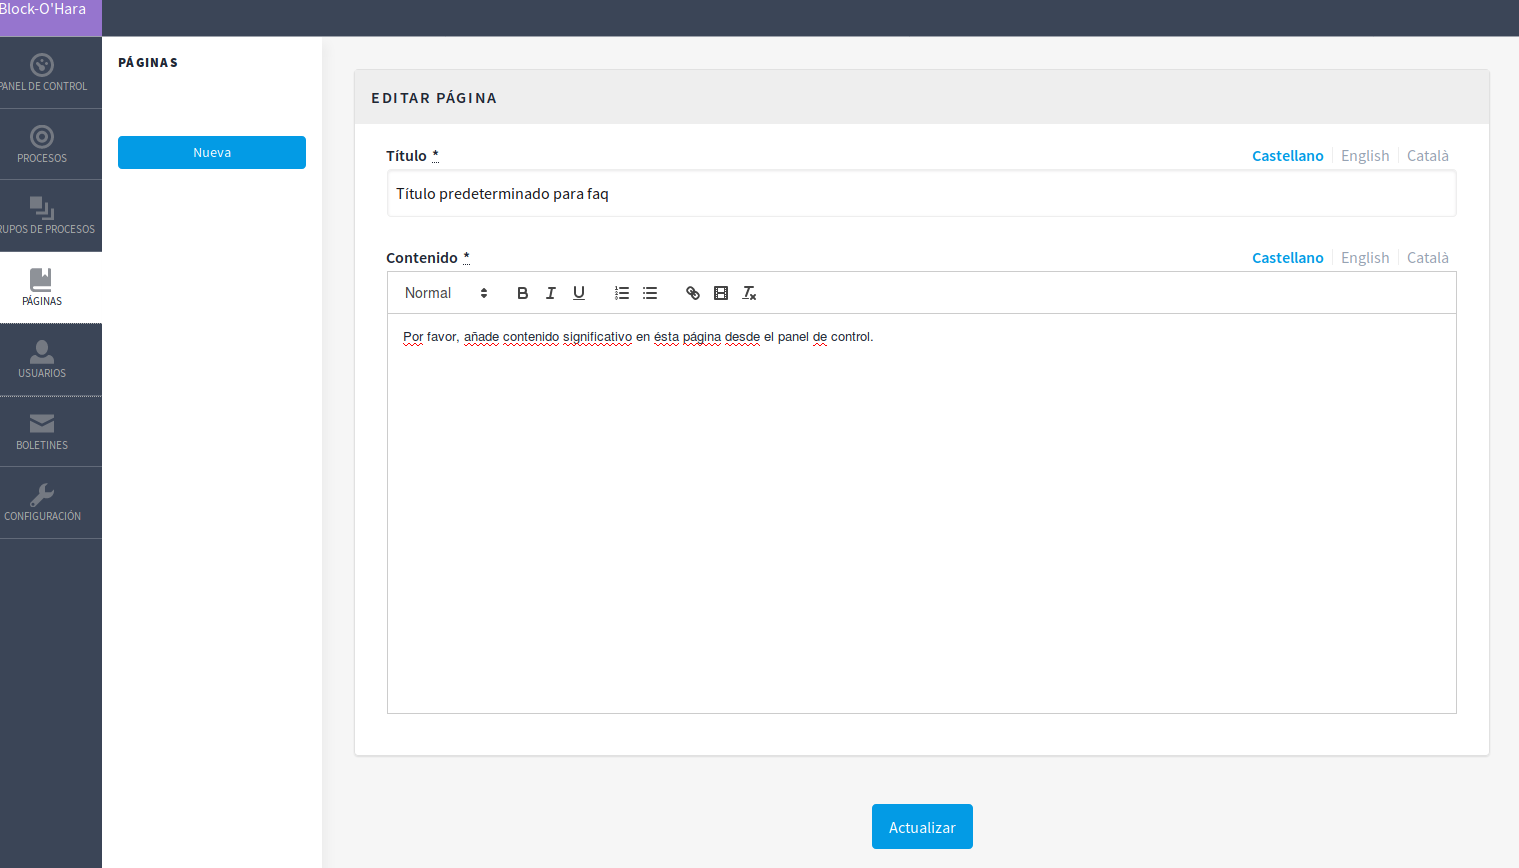 Block-O'Hara
PANEL DE CONTROL
PROCESOS
RUPOS DE PROCESOS
PÁGINAS
USUARIOS
BOLETINES
CONFIGURACIÓN
PÁGINAS
Nueva
EDITAR PÁGINA
Título * Castellano English Català
Título predeterminado para faq
Contenido * Castellano English Català
Normal
Por favor, añade contenido significativo en ésta página desde el panel de control.
Actualizar